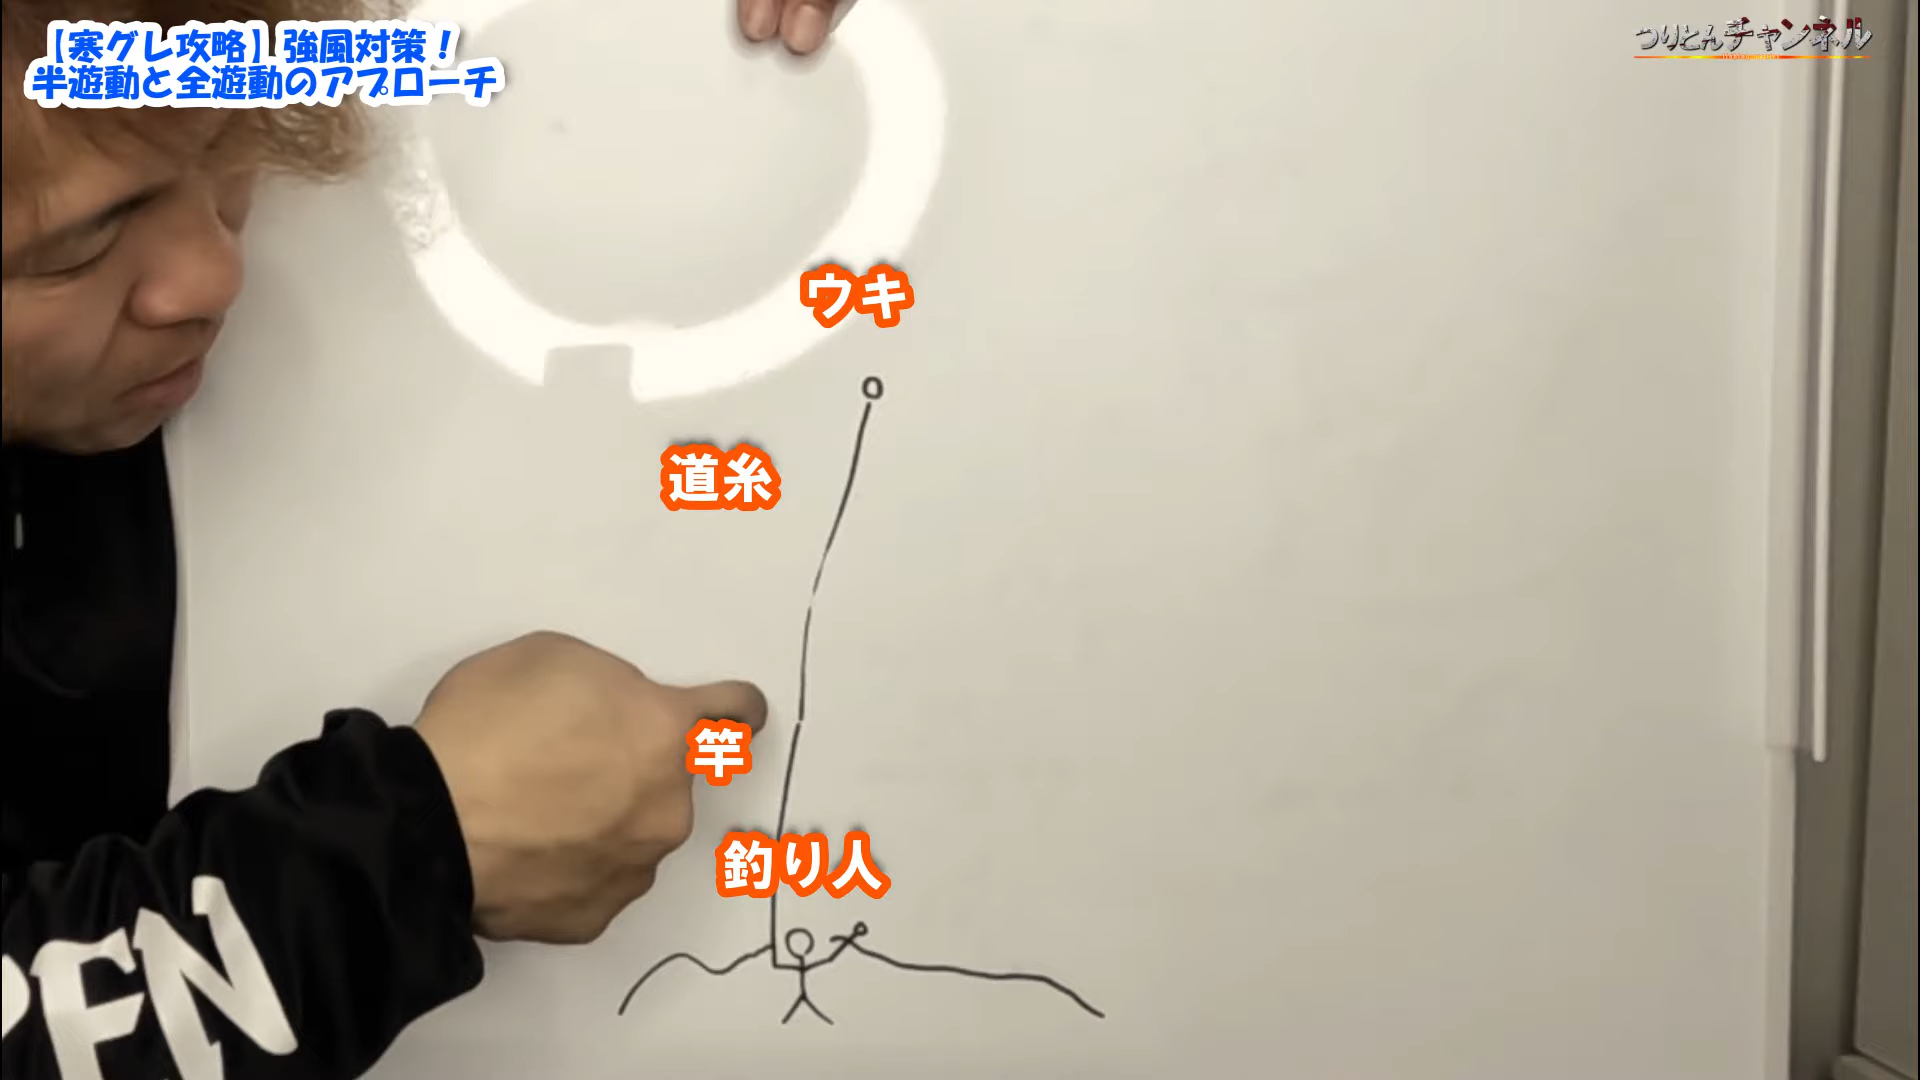 【寒グレ攻略】強風対策！
半遊動と全遊動のアプローチ
つりとんチャンネル
ウキ
道糸
竿
釣り人
PEN